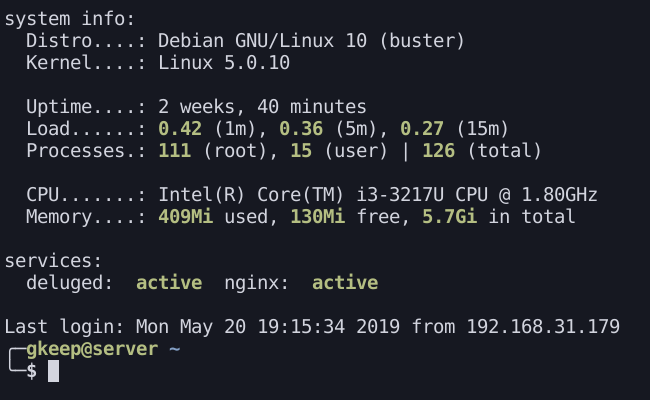 system info:
  Distro....: Debian GNU/Linux 10 (buster)
  Kernel....: Linux 5.0.10

  Uptime....: 2 weeks, 40 minutes
  Load......: 0.42 (1m), 0.36 (5m), 0.27 (15m)
  Processes.: 111 (root), 15 (user) | 126 (total)

  CPU.......: Intel(R) Core(TM) i3-3217U CPU @ 1.80GHz
  Memory....: 409Mi used, 130Mi free, 5.7Gi in total

services:
  deluged:  active  nginx:  active

Last login: Mon May 20 19:15:34 2019 from 192.168.31.179
╭─gkeep@server ~
╰─$